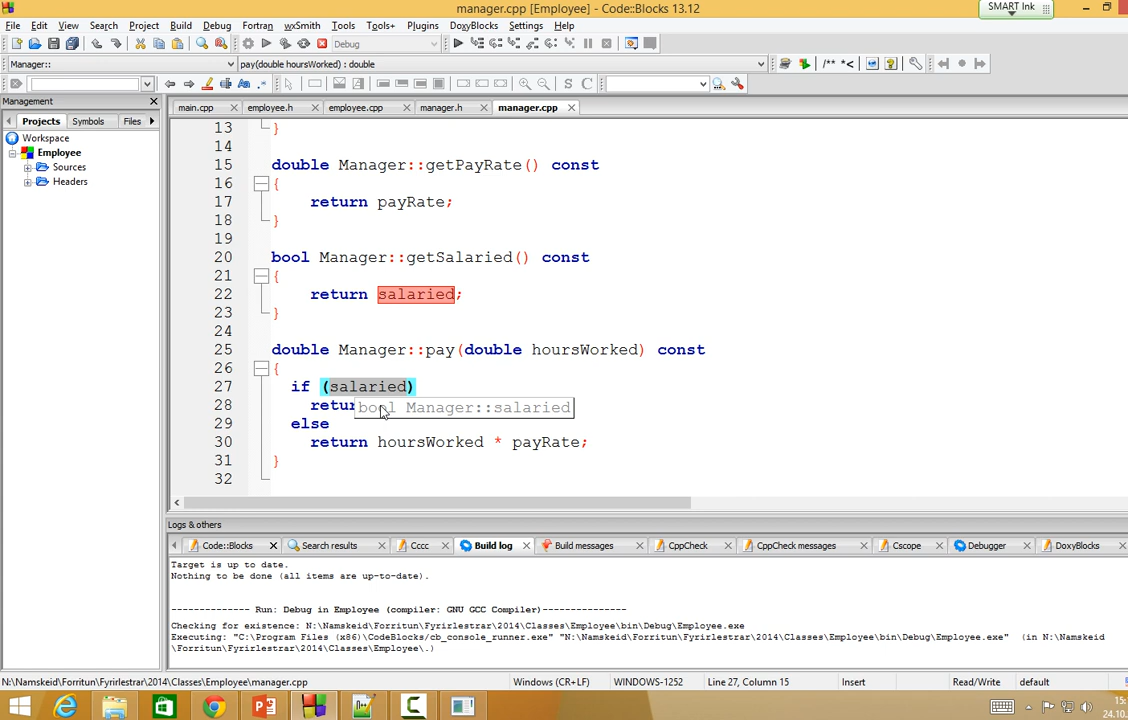 manager.cpp [Employee] - Code::Blocks 13.12
SMART Ink
File Edit View Search Project Build Debug Fortran wxSmith Tools Tools+ Plugins DoxyBlocks Settings Help
Debug
Manager:: pay(double hoursWorked) : double
/** *<
S C
Management
main.cpp employee.h employee.cpp manager.h manager.cpp
Projects Symbols Files
Workspace
Employee
Sources
Headers
13 }
14
15 double Manager::getPayRate() const
16 {
17 return payRate;
18 }
19
20 bool Manager::getSalaried() const
21 {
22 return salaried;
23 }
24
25 double Manager::pay(double hoursWorked) const
26 {
27 if (salaried)
28 retur
bool Manager::salaried
29 else
30 return hoursWorked * payRate;
31 }
32
Logs & others
Code::Blocks Search results Cccc Build log Build messages CppCheck CppCheck messages Cscope Debugger DoxyBlocks
Target is up to date.
Nothing to be done (all items are up-to-date).
-------------- Run: Debug in Employee (compiler: GNU GCC Compiler)---------------
Checking for existence: N:\Namskeid\Forritun\Fyrirlestrar\2014\Classes\Employee\bin\Debug\Employee.exe
Executing: "C:\Program Files (x86)\CodeBlocks/cb_console_runner.exe" "N:\Namskeid\Forritun\Fyrirlestrar\2014\Classes\Employee\bin\Debug\Employee.exe" (in N:\Namskeid
\Forritun\Fyrirlestrar\2014\Classes\Employee\.)
N:\Namskeid\Forritun\Fyrirlestrar\2014\Classes\Employee\manager.cpp Windows (CR+LF) WINDOWS-1252 Line 27, Column 15 Insert Read/Write default
15:
24.10.